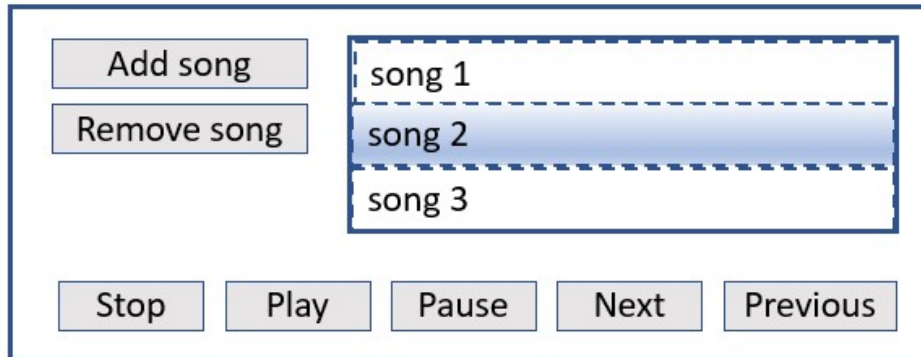 Add song
Remove song
song 1
song 2
song 3
Stop Play Pause Next Previous